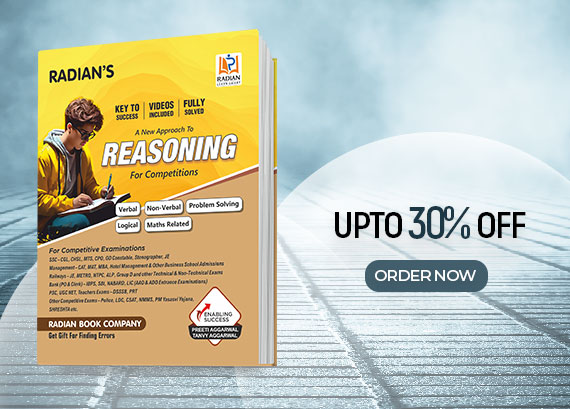 RADIAN'S
RADIAN
KEY TO
SUCCESS
VIDEOS
INCLUDED
FULLY
SOLVED
A New Approach To
REASONING
For Competitions
Verbal
Non-Verbal
Problem Solving
Logical
Maths Related
For Competitive Examinations
SSC - CGL, CHSL, MTS, CPO, GD Constable, Stenographer, JE
Management - CAT, MAT, MBA, Hotel Management & Other Business School Admissions
Railways - JE, METRO, NTPC, ALP, Group D and other Technical & Non-Technical Exams
Bank (PO & Clerk) - IBPS, SBI, NABARD, LIC (AAO & ADO Entrance Examinations)
PSC, UGC NET, Teachers Exams - DSSSB, PRT
Other Competitive Exams - Police, LDC, CSAT, NMMS, PM Yasasvi Yojana,
SHRESHTA etc.
ENABLING
SUCCESS
PREETI AGGARWAL
TANVY AGGARWAL
RADIAN BOOK COMPANY
Get Gift For Finding Errors
UPTO 30% OFF
ORDER NOW